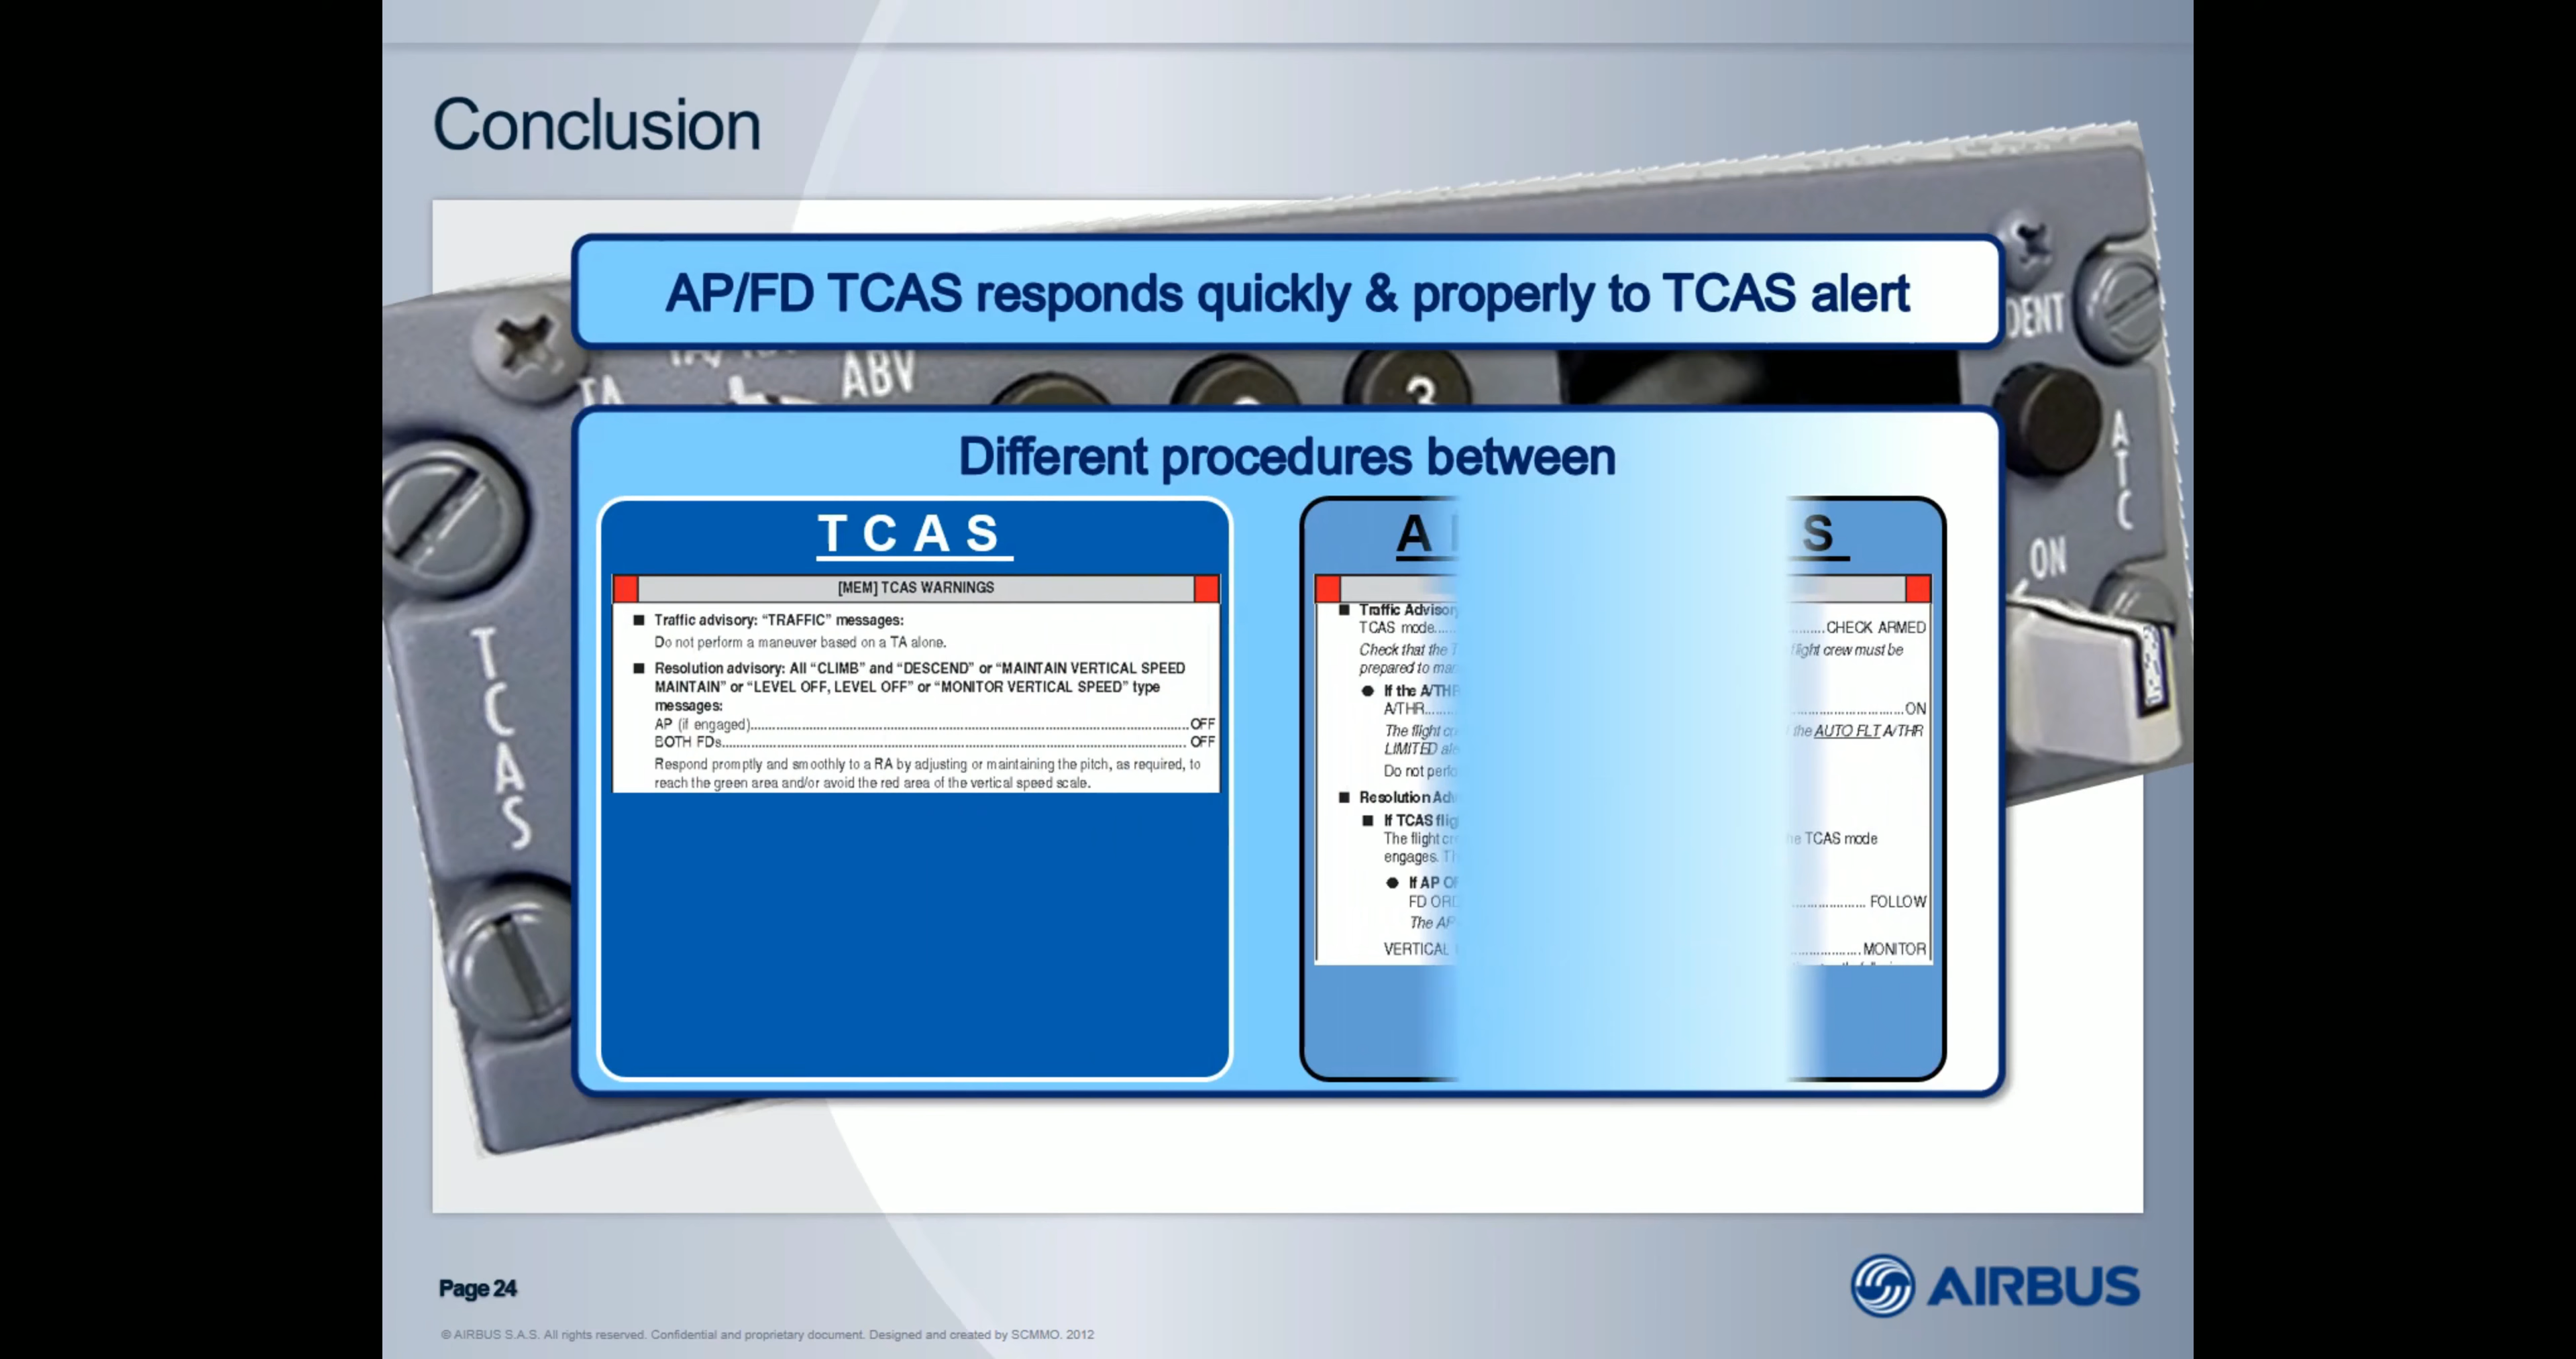 Conclusion
AP/FD TCAS responds quickly & properly to TCAS alert
DENT
TA
ABV
3
ATC
ON
TCAS
Different procedures between
TCAS
[MEM] TCAS WARNINGS
■ Traffic advisory: “TRAFFIC” messages:
Do not perform a maneuver based on a TA alone.
■ Resolution advisory: All “CLIMB” and “DESCEND” or “MAINTAIN VERTICAL SPEED
MAINTAIN” or “LEVEL OFF, LEVEL OFF” or “MONITOR VERTICAL SPEED” type
messages:
AP (if engaged)........OFF
BOTH FDs........OFF
Respond promptly and smoothly to a RA by adjusting or maintaining the pitch, as required, to
reach the green area and/or avoid the red area of the vertical speed scale.
A S
■ Traffic
TCAS mode........CHECK ARMED
Check that the flight crew must be
prepared to
● If the A/THR
A/THR........ON
The flight the AUTO FLT A/THR
LIMITED
Do not
■ Resolution
■ If TCAS
The flight TCAS mode
engages.
● If AP
FD........FOLLOW
The
VERTICAL........MONITOR
Page 24
AIRBUS
© AIRBUS S.A.S. All rights reserved. Confidential and proprietary document. Designed and created by SCMMO. 2012